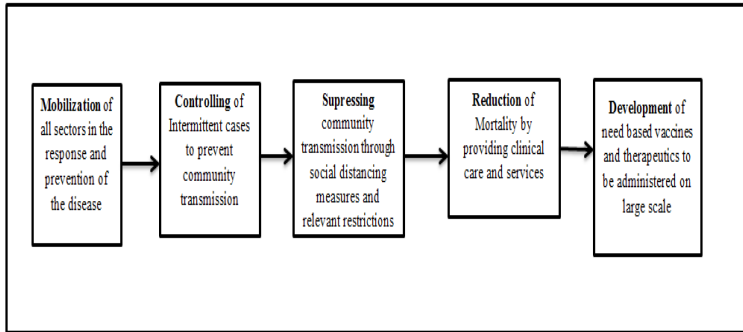 Mobilization of
all sectors in the
response and
prevention of
the disease
Controlling of
Intermittent cases
to prevent
community
transmission
Supressing
community
transmission through
social distancing
measures and
relevant restrictions
Reduction of
Mortality by
providing clinical
care and services
Development of
need based vaccines
and therapeutics to
be administered on
large scale